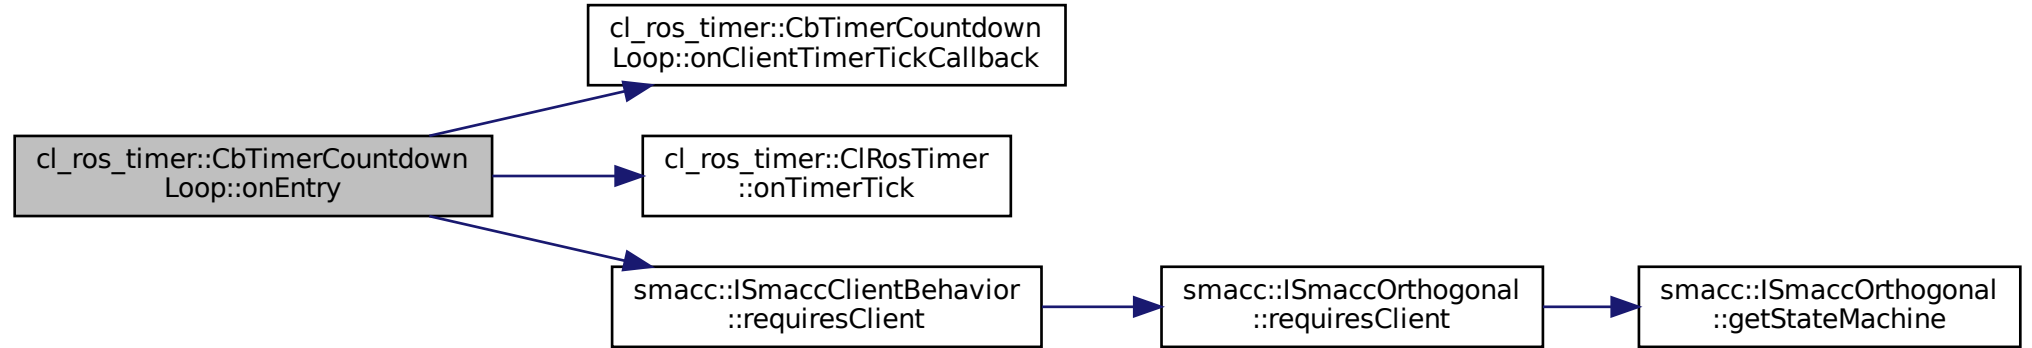 cl_ros_timer::CbTimerCountdown
Loop::onClientTimerTickCallback
cl_ros_timer::CbTimerCountdown
Loop::onEntry
cl_ros_timer::ClRosTimer
::onTimerTick
smacc::ISmaccClientBehavior
::requiresClient
smacc::ISmaccOrthogonal
::requiresClient
smacc::ISmaccOrthogonal
::getStateMachine